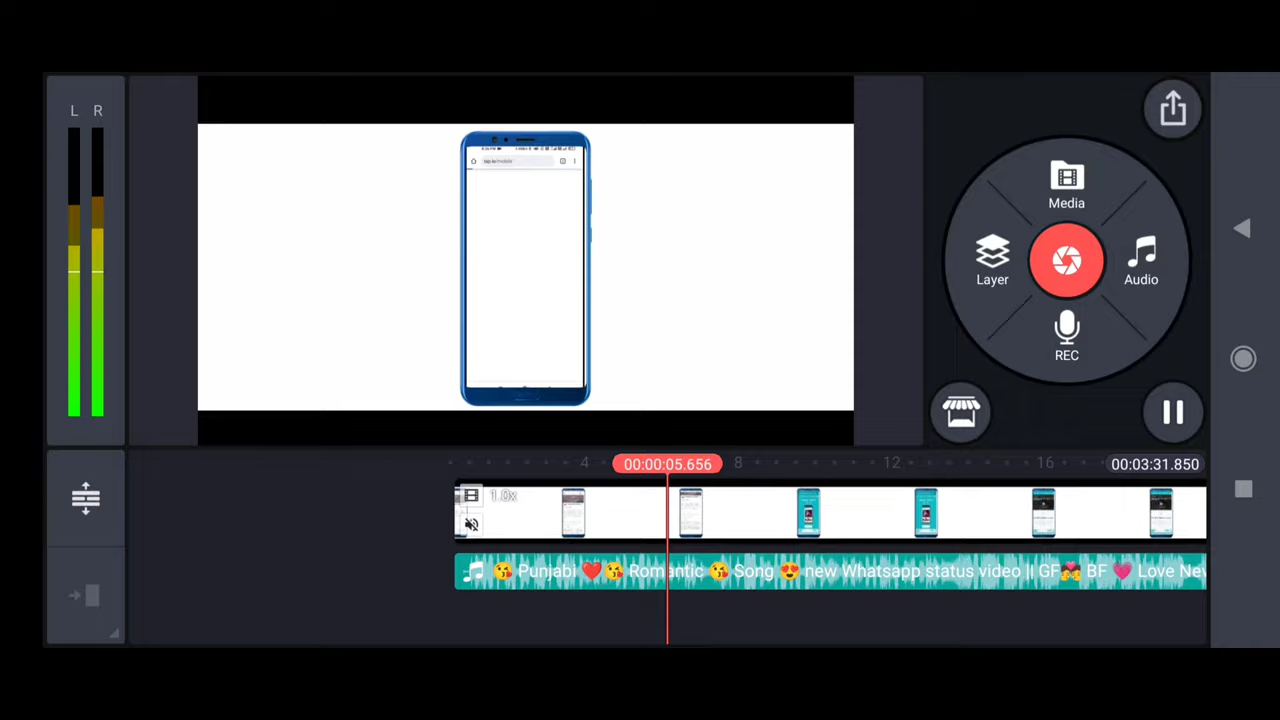 L R
Media
Layer
Audio
REC
4
00:00:05.656
8
12
16
00:03:31.850
1.0x
😘 Punjabi ❤️😘 Romantic 😘 Song 😍 new Whatsapp status video || GF💏 BF 💗 Love Nev